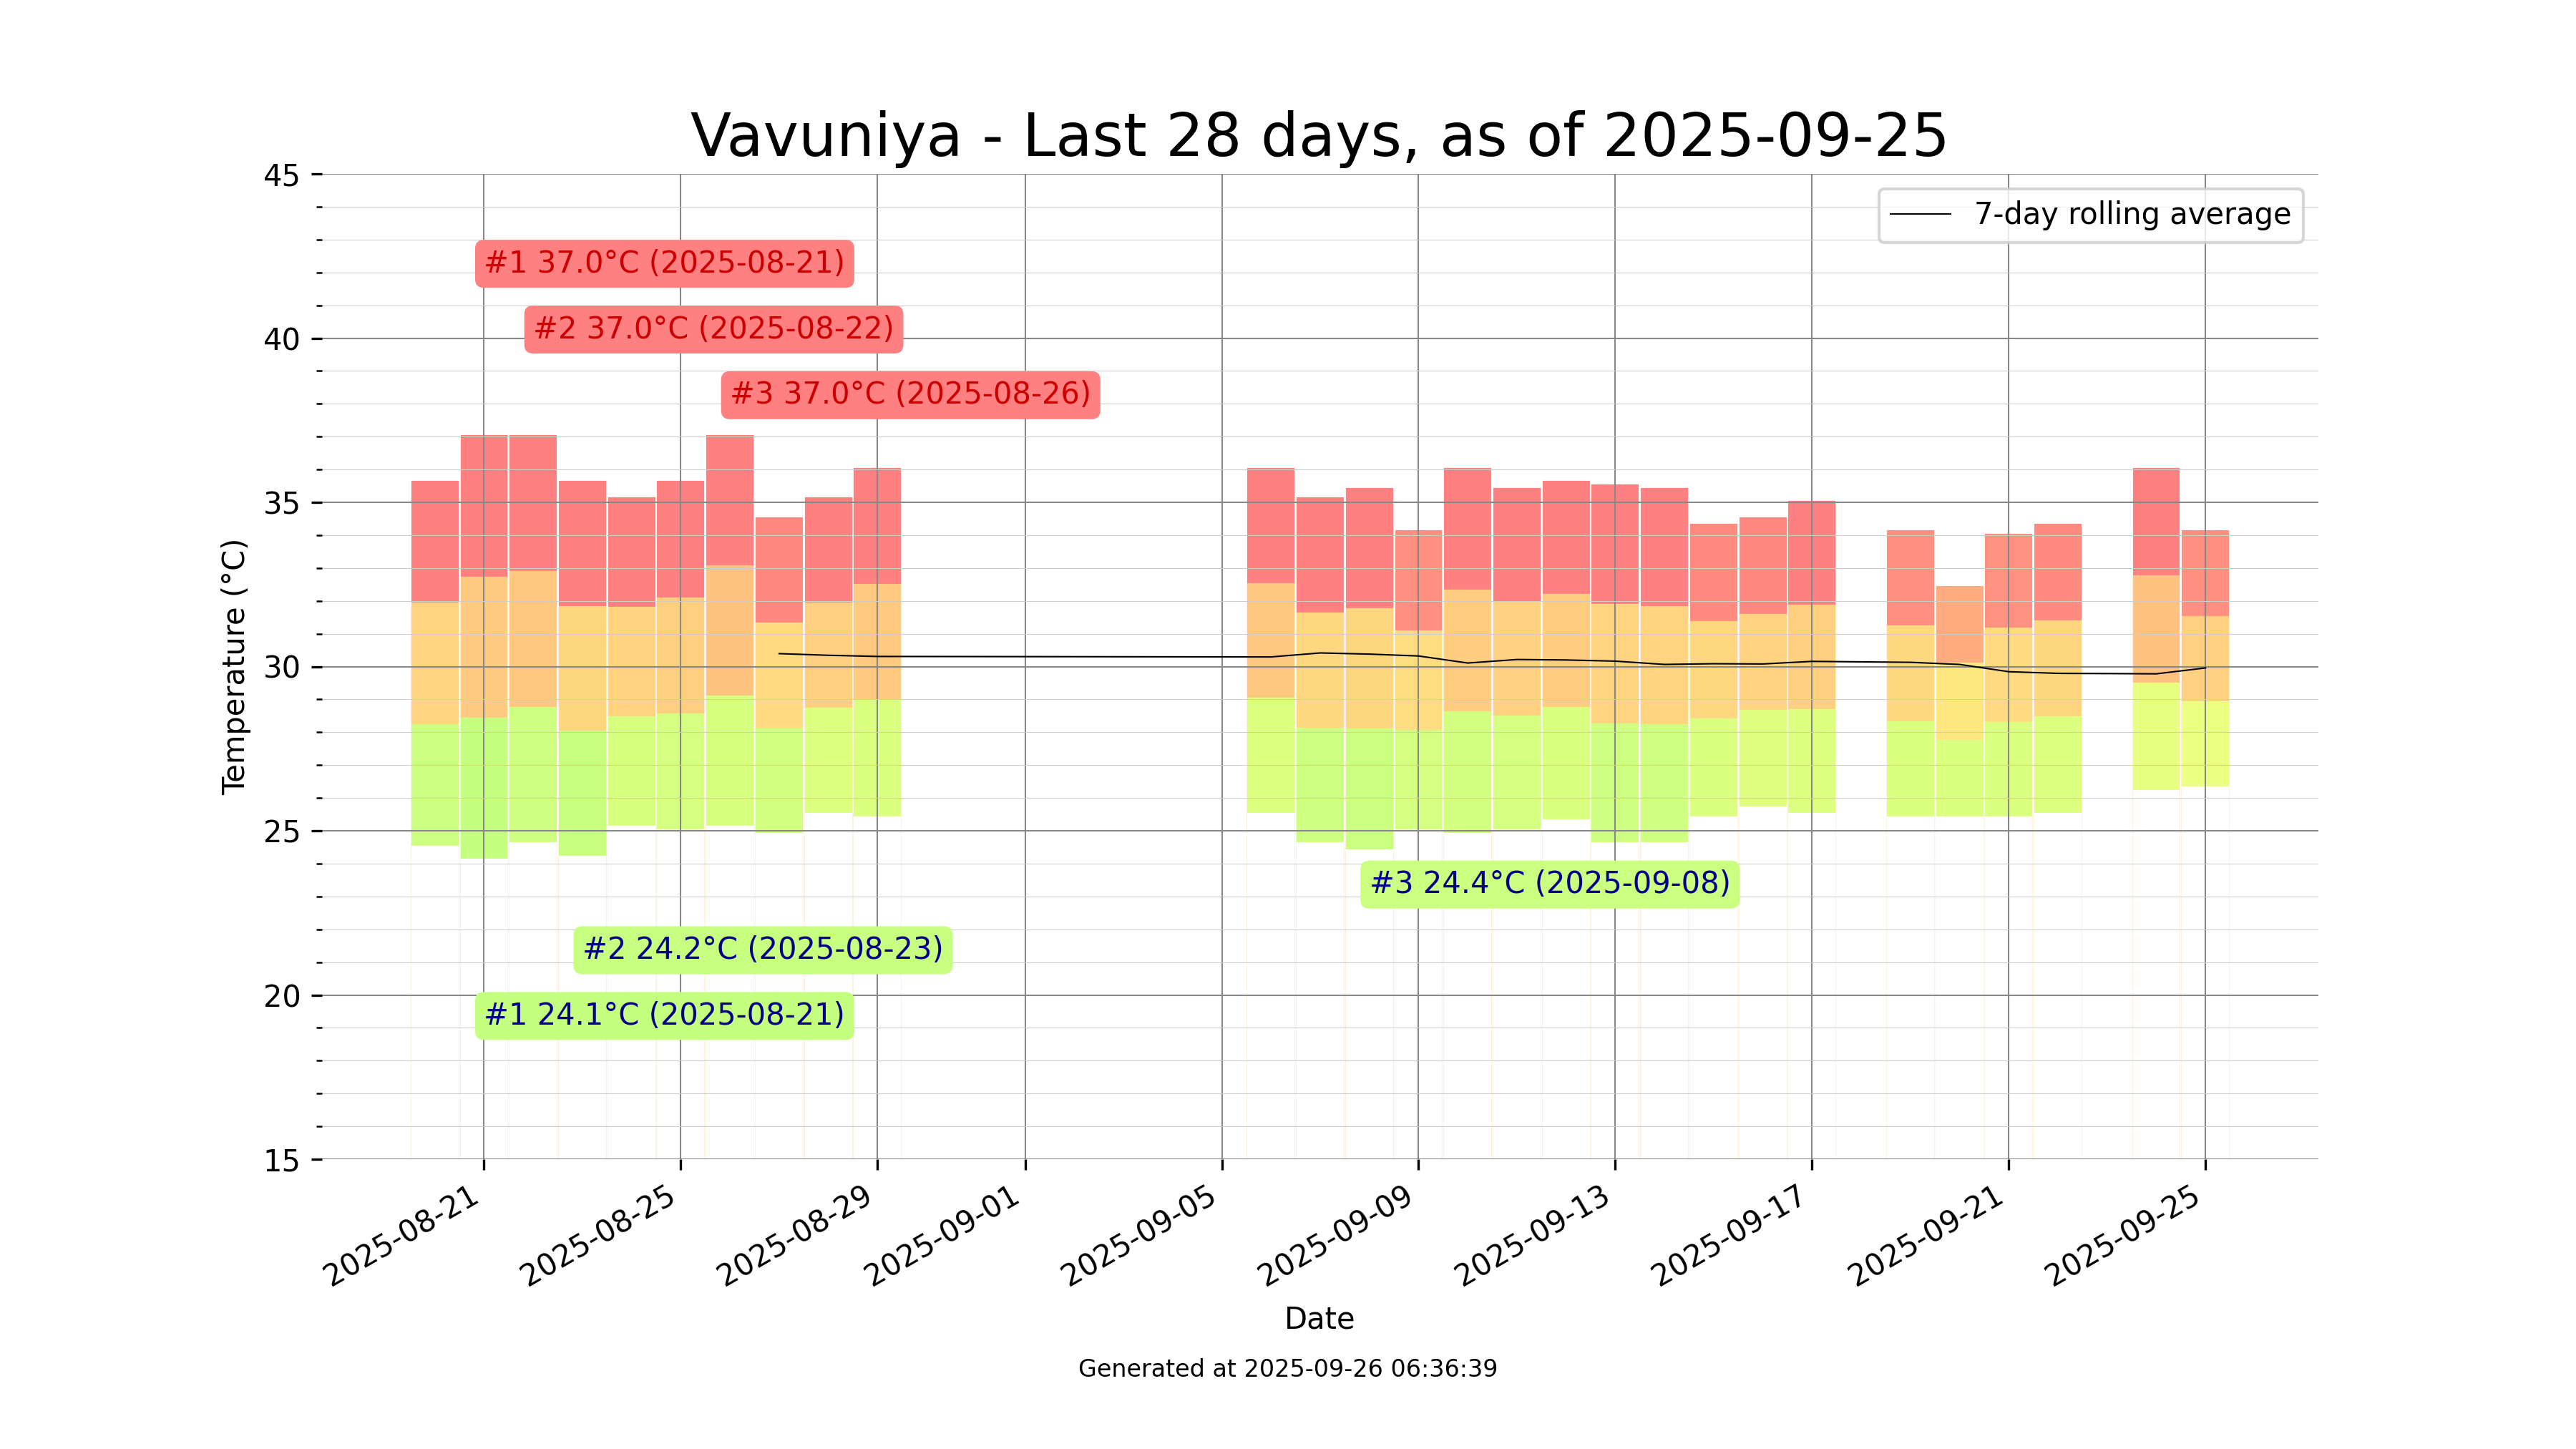 Vavuniya - Last 28 days, as of 2025-09-25
45
7-day rolling average
#1 37.0°C (2025-08-21)
40
#2 37.0°C (2025-08-22)
#3 37.0°C (2025-08-26)
35
Temperature (°C)
30
25
#3 24.4°C (2025-09-08)
#2 24.2°C (2025-08-23)
20
#1 24.1°C (2025-08-21)
15
2025-08-21
2025-08-25
2025-08-29
2025-09-01
2025-09-05
2025-09-09
2025-09-13
2025-09-17
2025-09-21
2025-09-25
Date
Generated at 2025-09-26 06:36:39